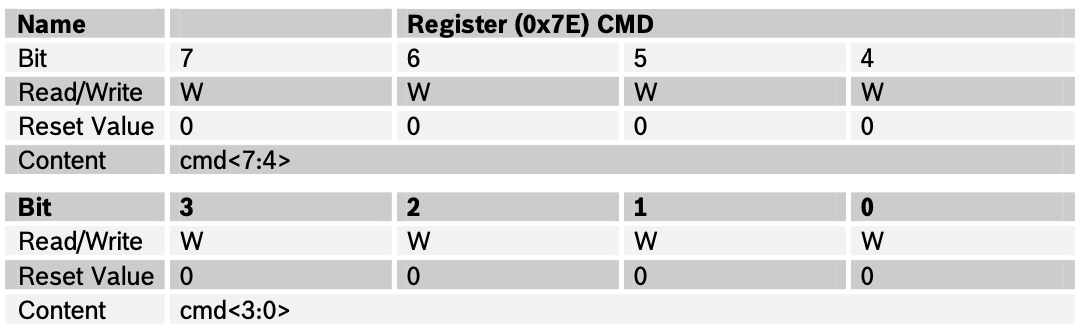 Name Register (0x7E) CMD
Bit 7 6 5 4
Read/Write W W W W
Reset Value 0 0 0 0
Content cmd<7:4>
Bit 3 2 1 0
Read/Write W W W W
Reset Value 0 0 0 0
Content cmd<3:0>